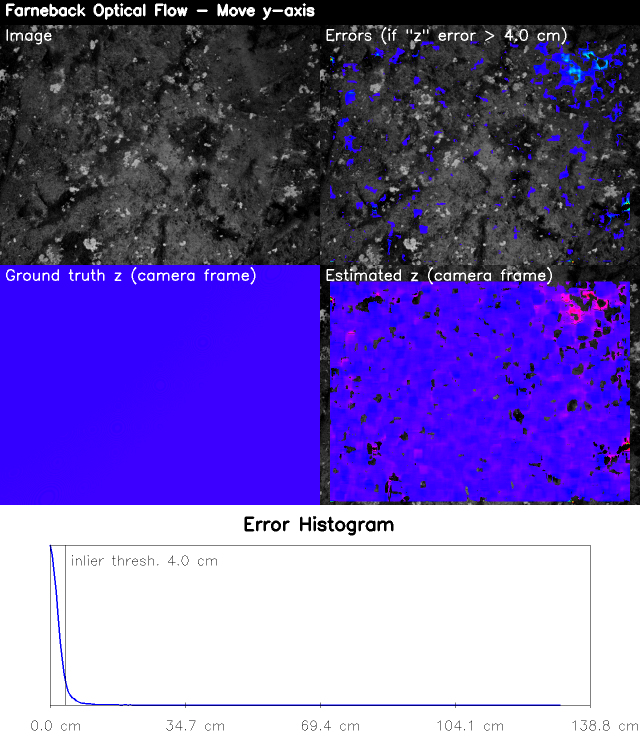 Farneback Optical Flow - Move y-axis
Image
Errors (if "z" error > 4.0 cm)
Ground truth z (camera frame)
Estimated z (camera frame)
Error Histogram
inlier thresh. 4.0 cm
0.0 cm
34.7 cm
69.4 cm
104.1 cm
138.8 cm